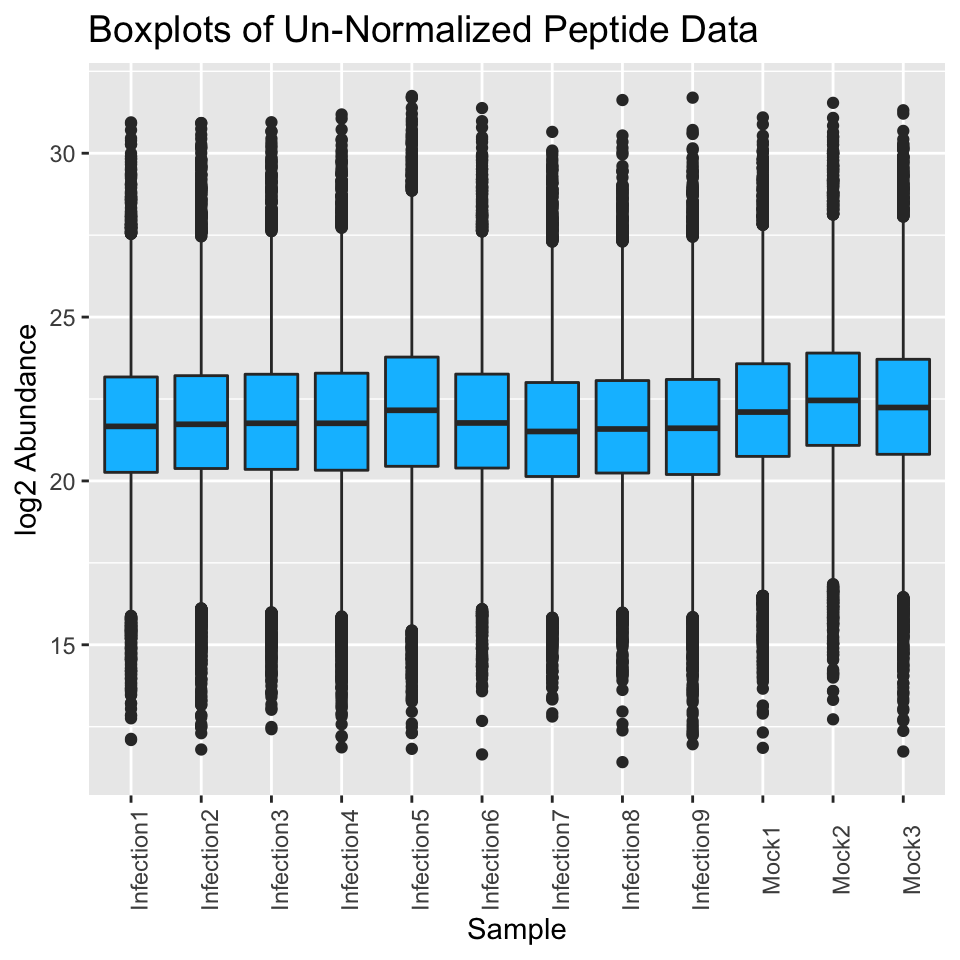 Boxplots of Un-Normalized Peptide Data
log2 Abundance
30
25
20
15
Infection1
Infection2
Infection3
Infection4
Infection5
Infection6
Infection7
Infection8
Infection9
Mock1
Mock2
Mock3
Sample